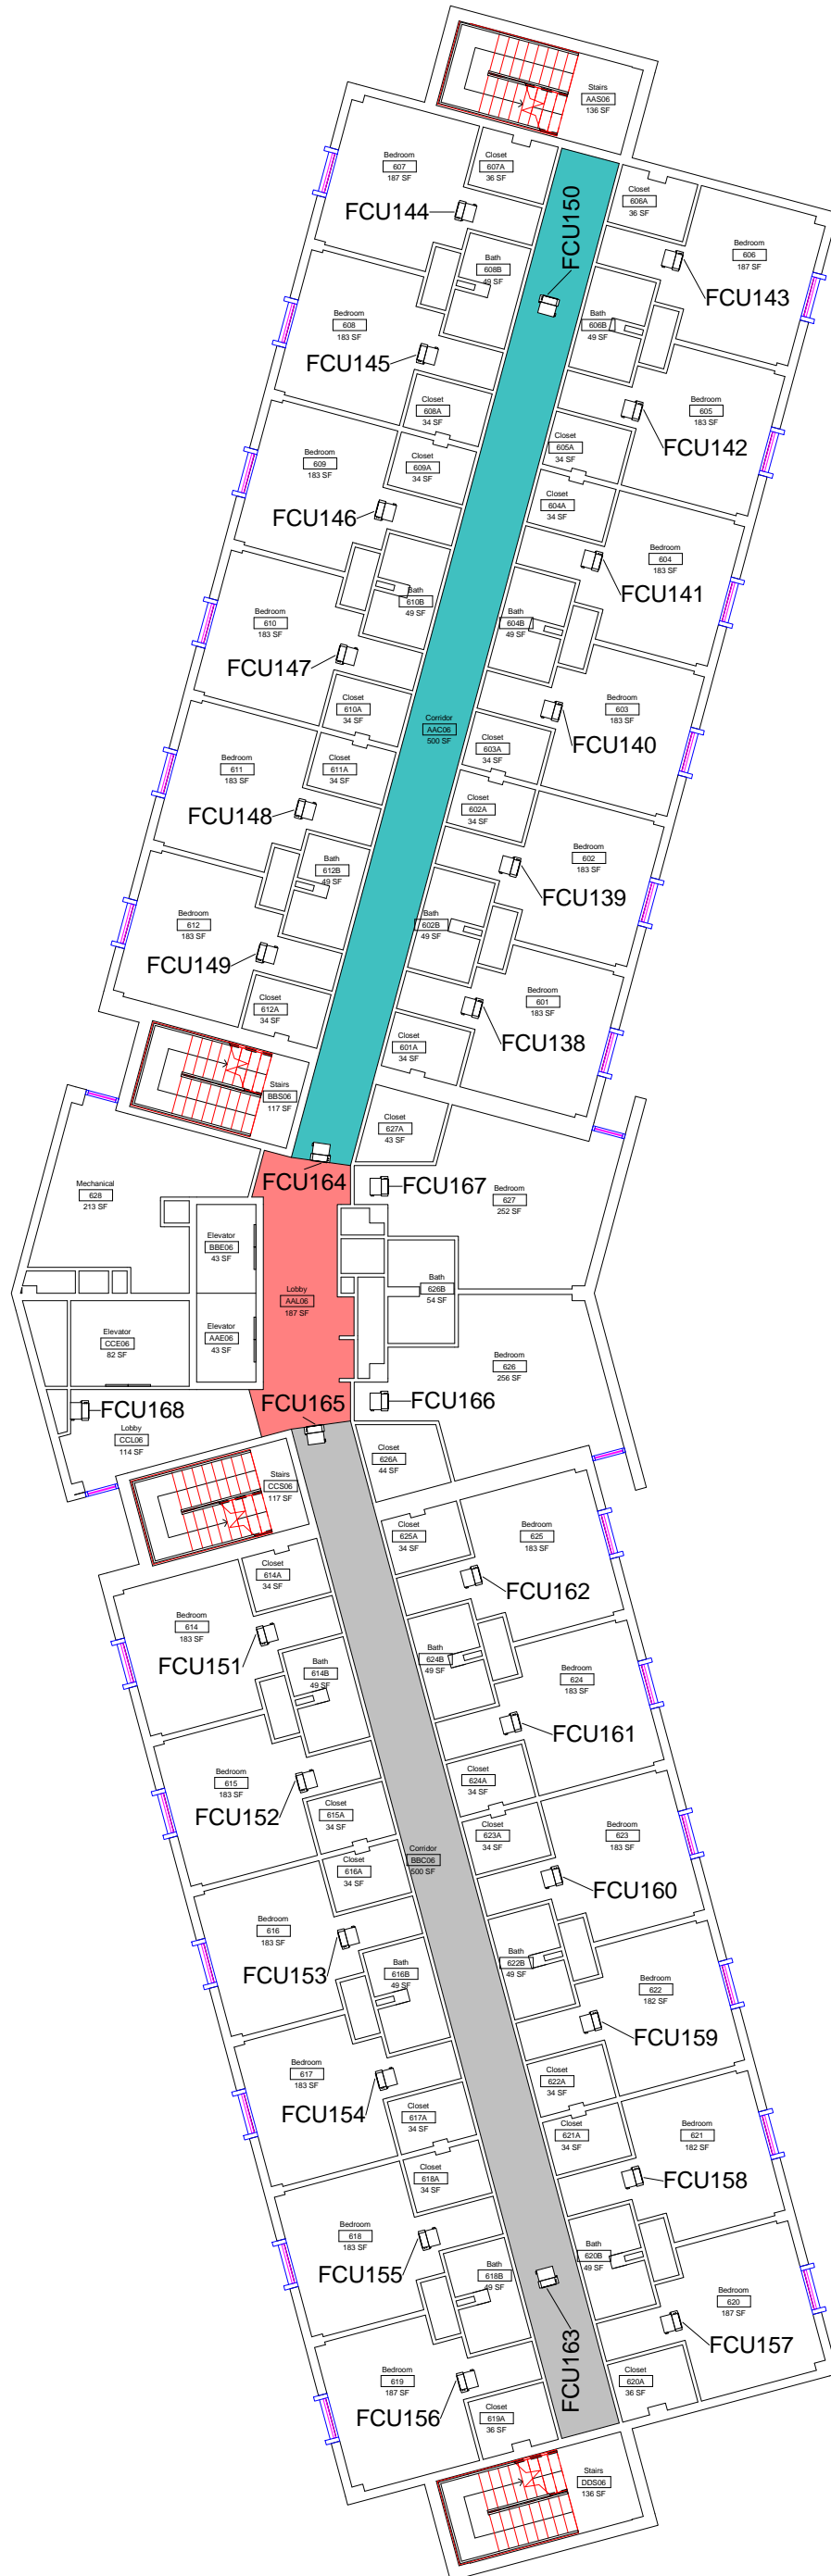 Stairs
AAS06
136 SF
Bedroom
607
187 SF
Closet
607A
36 SF
FCU144
FCU150
Closet
606A
36 SF
Bedroom
606
187 SF
FCU143
Bath
608B
49 SF
Bedroom
608
183 SF
FCU145
Bath
606B
49 SF
Bedroom
605
183 SF
FCU142
Closet
608A
34 SF
Closet
605A
34 SF
Bedroom
609
183 SF
Closet
609A
34 SF
FCU146
Closet
604A
34 SF
Bedroom
604
183 SF
FCU141
Bath
610B
49 SF
Bedroom
610
183 SF
FCU147
Bath
604B
49 SF
Bedroom
603
183 SF
FCU140
Closet
610A
34 SF
Corridor
AAC06
500 SF
Closet
603A
34 SF
Bedroom
611
183 SF
Closet
611A
34 SF
FCU148
Closet
602A
34 SF
Bedroom
602
183 SF
FCU139
Bath
612B
49 SF
Bedroom
612
183 SF
FCU149
Bath
602B
49 SF
Bedroom
601
183 SF
FCU138
Closet
612A
34 SF
Closet
601A
34 SF
Stairs
BBS06
117 SF
Closet
627A
43 SF
FCU164
FCU167
Mechanical
628
213 SF
Bedroom
627
252 SF
Elevator
BBE06
43 SF
Lobby
AAL06
187 SF
Bath
626B
54 SF
Elevator
CCE06
82 SF
Elevator
AAE06
43 SF
Bedroom
626
256 SF
FCU168
FCU165
FCU166
Lobby
CCL06
114 SF
Closet
626A
44 SF
Stairs
CCS06
117 SF
Closet
614A
34 SF
Closet
625A
34 SF
Bedroom
625
183 SF
FCU162
Bedroom
614
183 SF
FCU151
Bath
614B
49 SF
Bath
624B
49 SF
Bedroom
624
183 SF
FCU161
Bedroom
615
183 SF
FCU152
Closet
615A
34 SF
Closet
624A
34 SF
Closet
616A
34 SF
Corridor
BBC06
500 SF
Closet
623A
34 SF
Bedroom
623
183 SF
FCU160
Bedroom
616
183 SF
FCU153
Bath
616B
49 SF
Bath
622B
49 SF
Bedroom
622
182 SF
FCU159
Bedroom
617
183 SF
FCU154
Closet
617A
34 SF
Closet
622A
34 SF
Closet
618A
34 SF
Closet
621A
34 SF
Bedroom
621
182 SF
FCU158
Bedroom
618
183 SF
FCU155
Bath
618B
49 SF
Bath
620B
49 SF
Bedroom
620
187 SF
FCU157
FCU163
Bedroom
619
187 SF
FCU156
Closet
619A
36 SF
Closet
620A
36 SF
Stairs
DDS06
136 SF